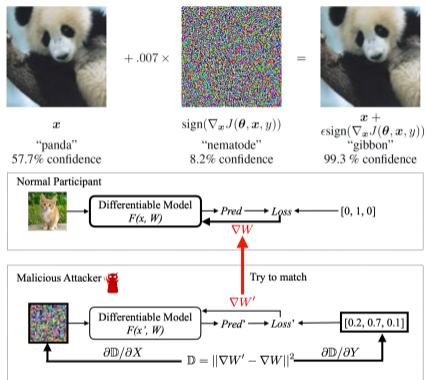 + .007 ×
=
x
sign(∇ₓJ(θ, x, y))
x +
ϵsign(∇ₓJ(θ, x, y))
“panda”
“nematode”
“gibbon”
57.7% confidence
8.2% confidence
99.3 % confidence
Normal Participant
Differentiable Model
F(x, W)
Pred
Loss
[0, 1, 0]
∇W
Malicious Attacker
Try to match
∇W'
Differentiable Model
F(x', W)
Pred'
Loss'
[0.2, 0.7, 0.1]
∂𝔻/∂X
𝔻 = ||∇W' − ∇W||²
∂𝔻/∂Y